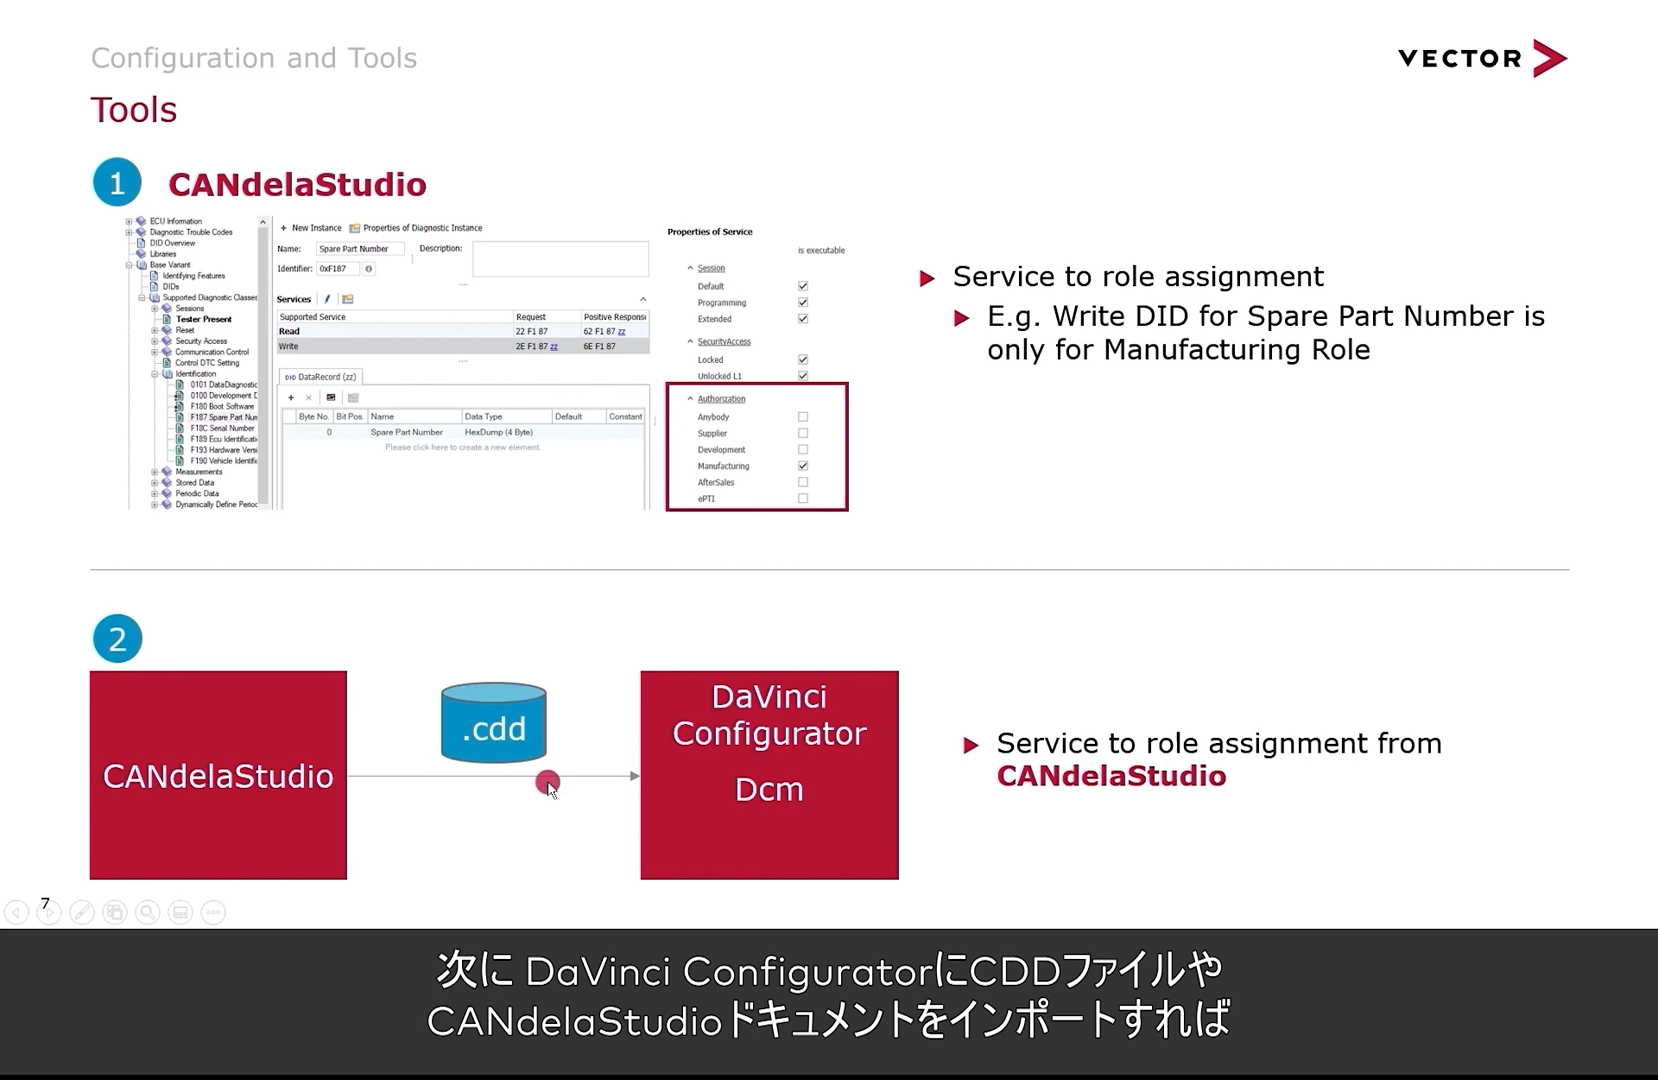 Configuration and Tools
VECTOR
Tools
1
CANdelaStudio
ECU Information
Diagnostic Trouble Codes
DID Overview
Libraries
Base Variant
Identifying Features
DIDs
Supported Diagnostic Classes
Sessions
Tester Present
Reset
Security Access
Communication Control
Control DTC Setting
Identification
0101 DataDiagnostic
0100 Development D
F180 Boot Software
F187 Spare Part Nun
F18C Serial Number
F189 Ecu Identificati
F193 Hardware Versi
F190 Vehicle Identifi
Measurements
Stored Data
Periodic Data
Dynamically Define Period
+ New Instance Properties of Diagnostic Instance
Name: Spare Part Number Description:
Identifier: 0xF187
Services
Supported Service Request Positive Response
Read 22 F1 87 62 F1 87 zz
Write 2E F1 87 zz 6E F1 87
DID DataRecord (zz)
Byte No. Bit Pos. Name Data Type Default Constant
0 Spare Part Number HexDump (4 Byte)
Please click here to create a new element.
Properties of Service
is executable
Session
Default
Programming
Extended
SecurityAccess
Locked
Unlocked L1
Authorization
Anybody
Supplier
Development
Manufacturing
AfterSales
ePTI
Service to role assignment
E.g. Write DID for Spare Part Number is
only for Manufacturing Role
2
CANdelaStudio
.cdd
DaVinci
Configurator
Dcm
Service to role assignment from
CANdelaStudio
7
次に DaVinci ConfiguratorにCDDファイルや
CANdelaStudioドキュメントをインポートすれば